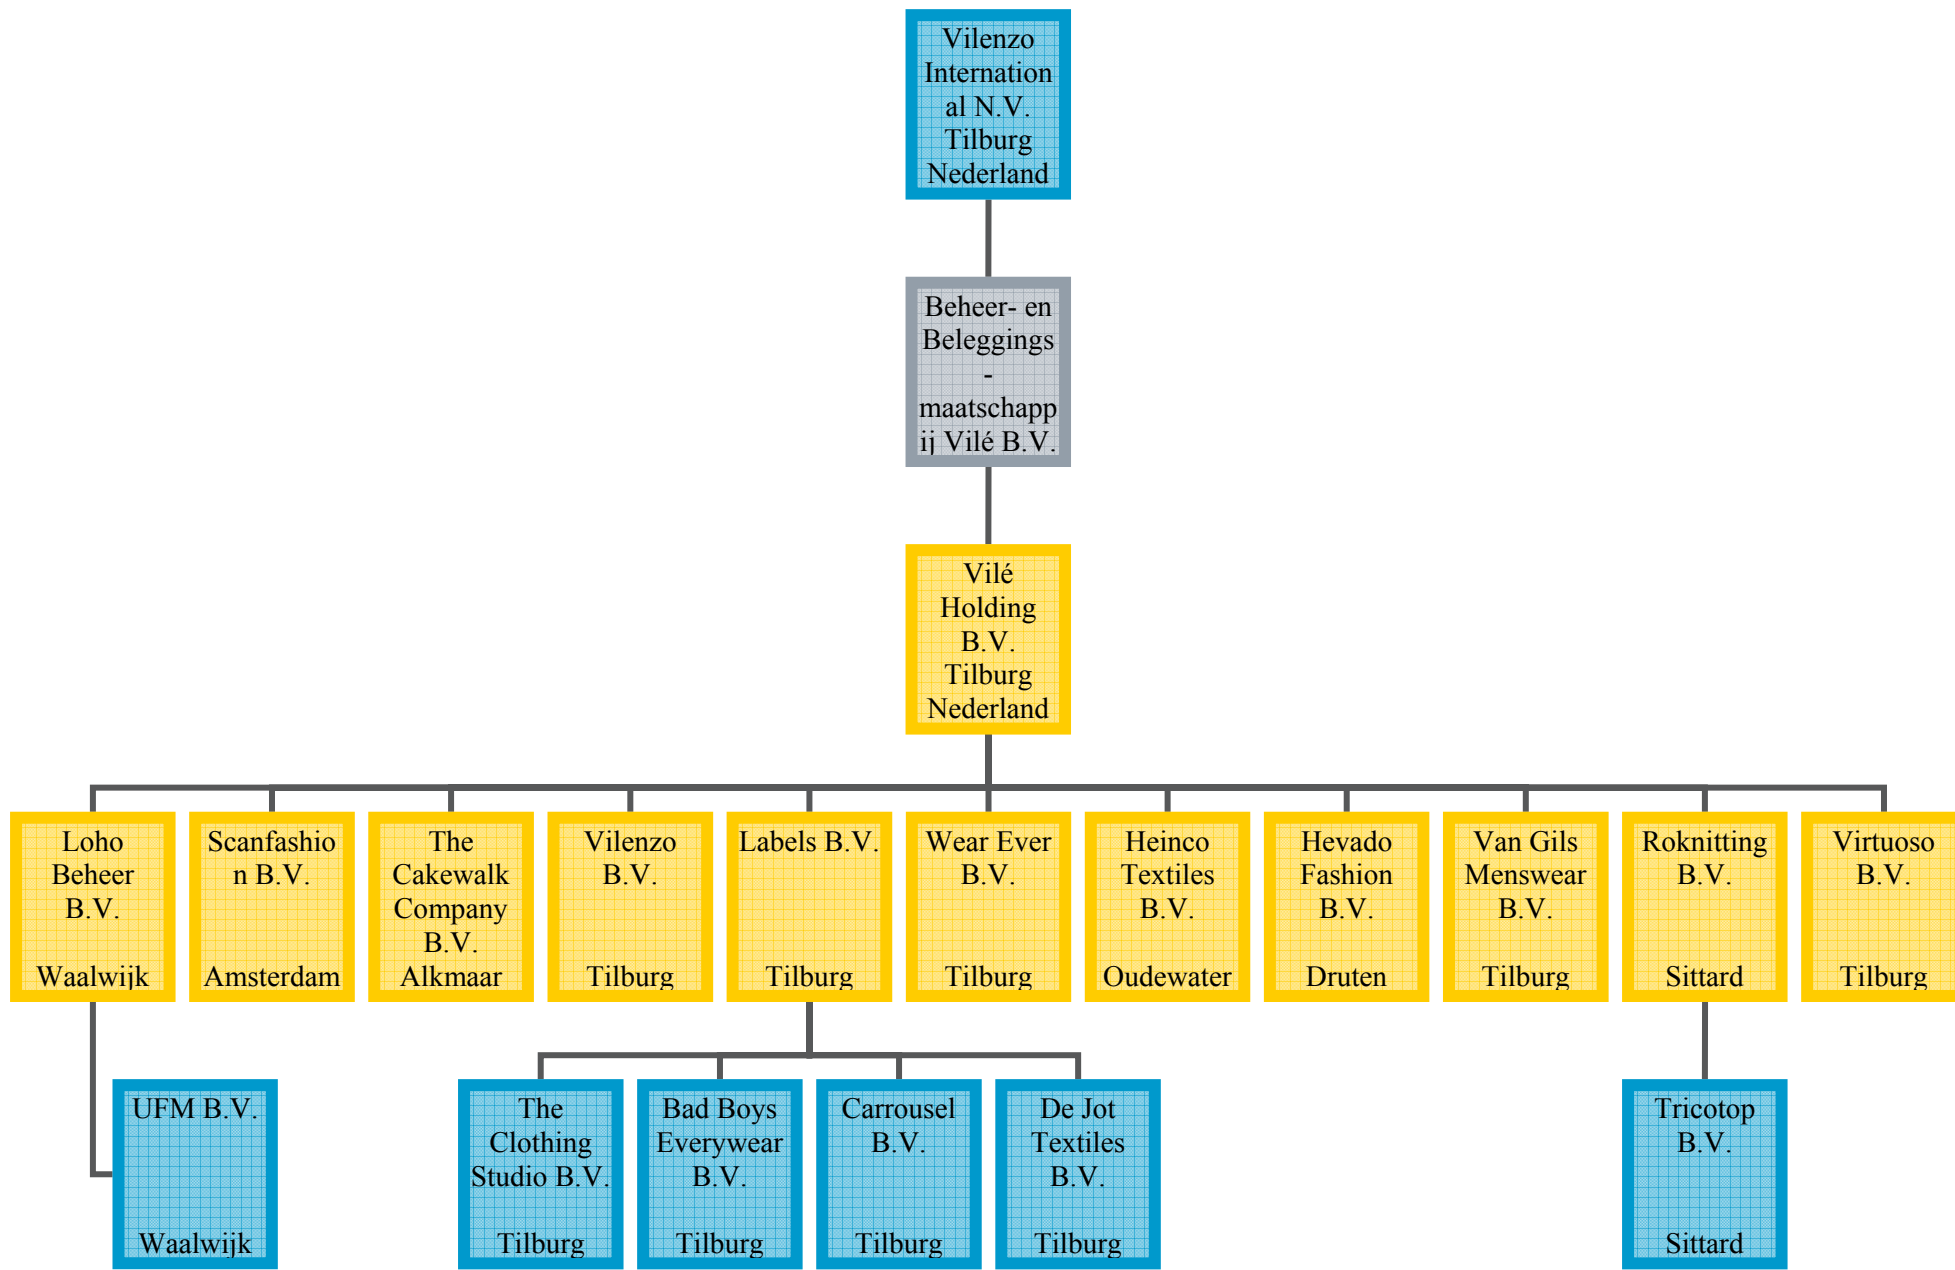 Vilenzo
Internation
al N.V.
Tilburg
Nederland
Beheer- en
Beleggings
-
maatschapp
ij Vilé B.V.
Vilé
Holding
B.V.
Tilburg
Nederland
Loho
Beheer
B.V.
Waalwijk
Scanfashio
n B.V.
Amsterdam
The
Cakewalk
Company
B.V.
Alkmaar
Vilenzo
B.V.
Tilburg
Labels B.V.
Tilburg
Wear Ever
B.V.
Tilburg
Heinco
Textiles
B.V.
Oudewater
Hevado
Fashion
B.V.
Druten
Van Gils
Menswear
B.V.
Tilburg
Roknitting
B.V.
Sittard
Virtuoso
B.V.
Tilburg
UFM B.V.
Waalwijk
The
Clothing
Studio B.V.
Tilburg
Bad Boys
Everywear
B.V.
Tilburg
Carrousel
B.V.
Tilburg
De Jot
Textiles
B.V.
Tilburg
Tricotop
B.V.
Sittard